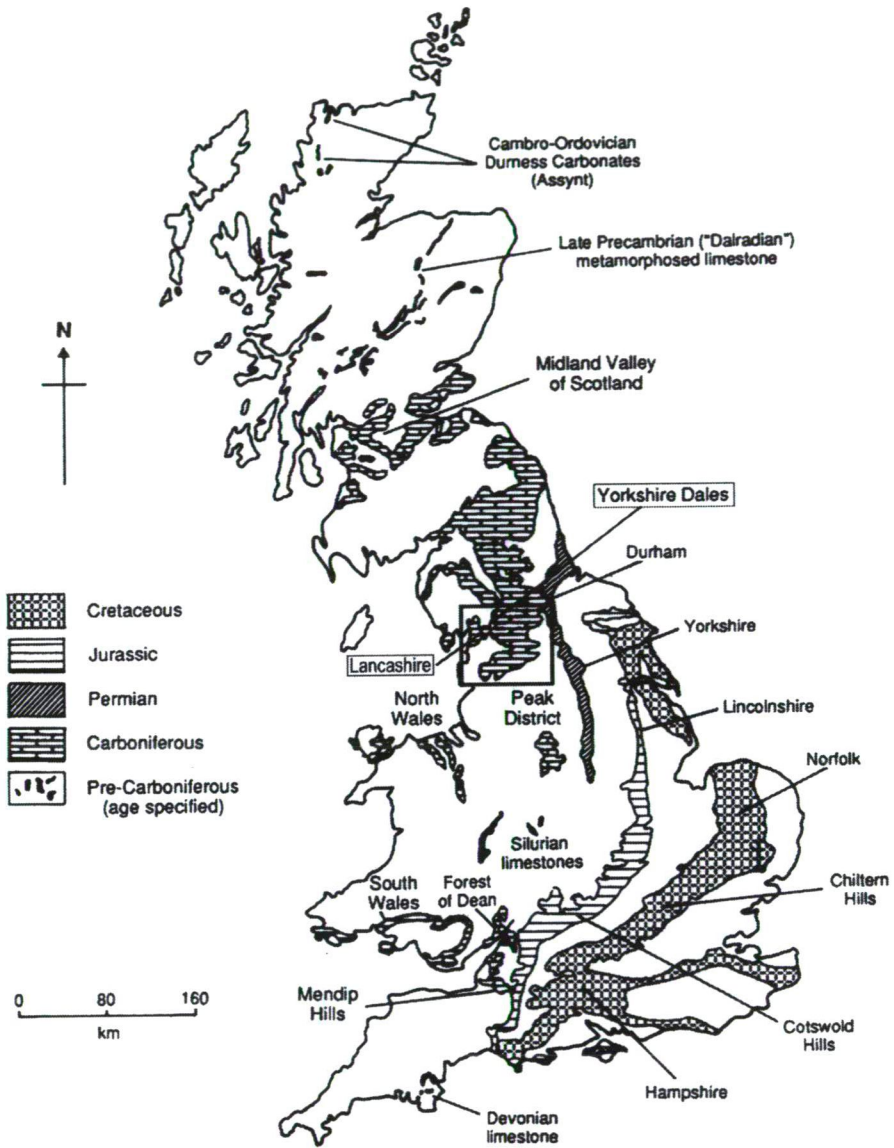 Cambro-Ordovician
Durness Carbonates
(Assynt)
Late Precambrian ("Dalradian")
metamorphosed limestone
N
Midland Valley
of Scotland
Yorkshire Dales
Durham
Cretaceous
Jurassic
Permian
Carboniferous
Pre-Carboniferous
(age specified)
Lancashire
Yorkshire
North
Wales
Peak
District
Lincolnshire
Norfolk
Silurian
limestones
South
Wales
Forest
of Dean
Chiltern
Hills
0 80 160
km
Mendip
Hills
Cotswold
Hills
Hampshire
Devonian
limestone